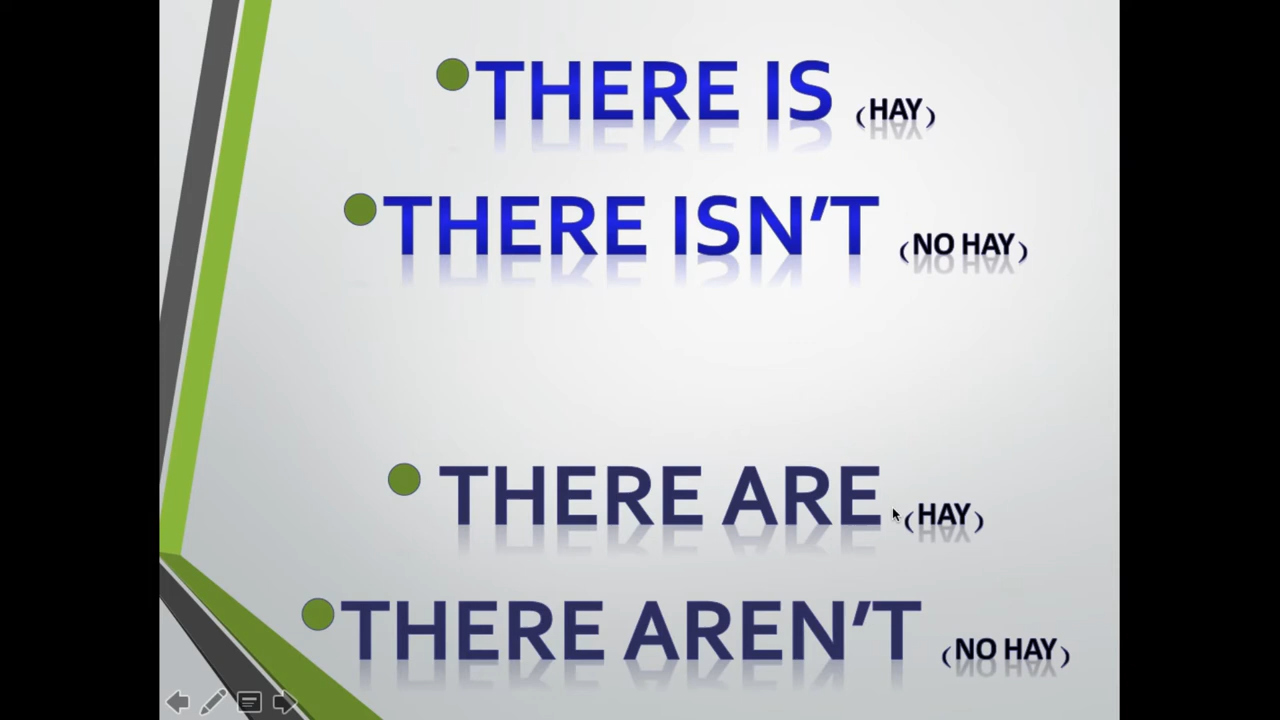 THERE IS (HAY)
THERE ISN'T (NO HAY)
THERE ARE (HAY)
THERE AREN'T (NO HAY)